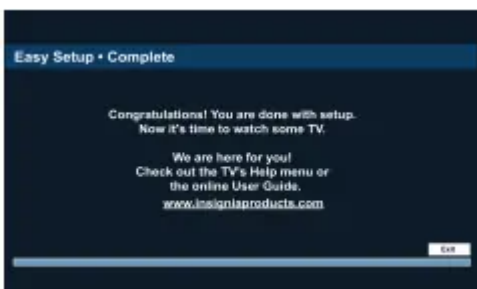 Easy Setup • Complete
Congratulations! You are done with setup.
Now it's time to watch some TV.
We are here for you!
Check out the TV's Help menu or
the online User Guide.
www.insigniaproducts.com
Exit